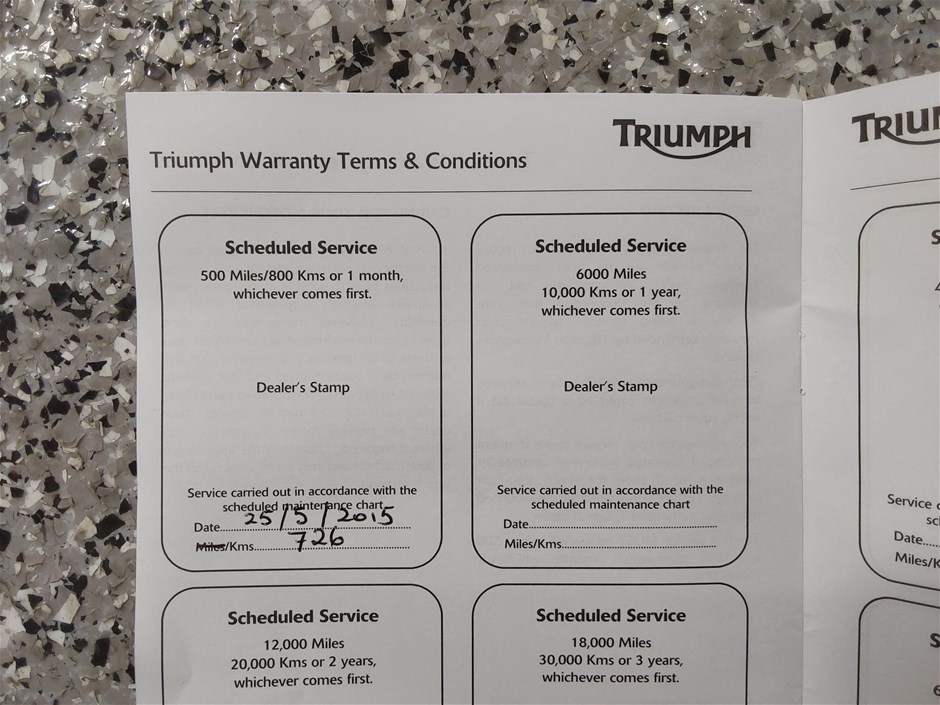 TRIUMPH
Triumph Warranty Terms & Conditions
Scheduled Service
500 Miles/800 Kms or 1 month,
whichever comes first.
Dealer's Stamp
Service carried out in accordance with the
scheduled maintenance chart
Date 25/5/2015
Miles/Kms 726
Scheduled Service
6000 Miles
10,000 Kms or 1 year,
whichever comes first.
Dealer's Stamp
Service carried out in accordance with the
scheduled maintenance chart
Date
Miles/Kms
Scheduled Service
12,000 Miles
20,000 Kms or 2 years,
whichever comes first.
Scheduled Service
18,000 Miles
30,000 Kms or 3 years,
whichever comes first.
Service
Date